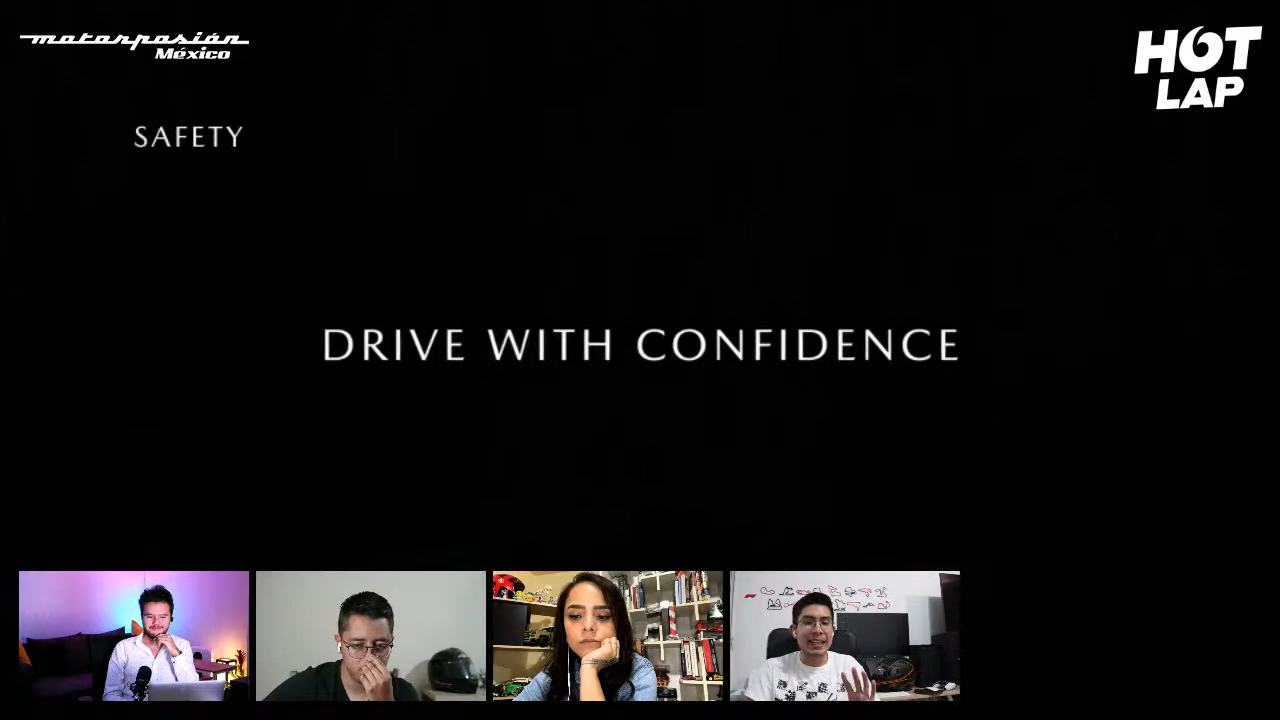 motorpasión
México
HOT
LAP
SAFETY
DRIVE WITH CONFIDENCE